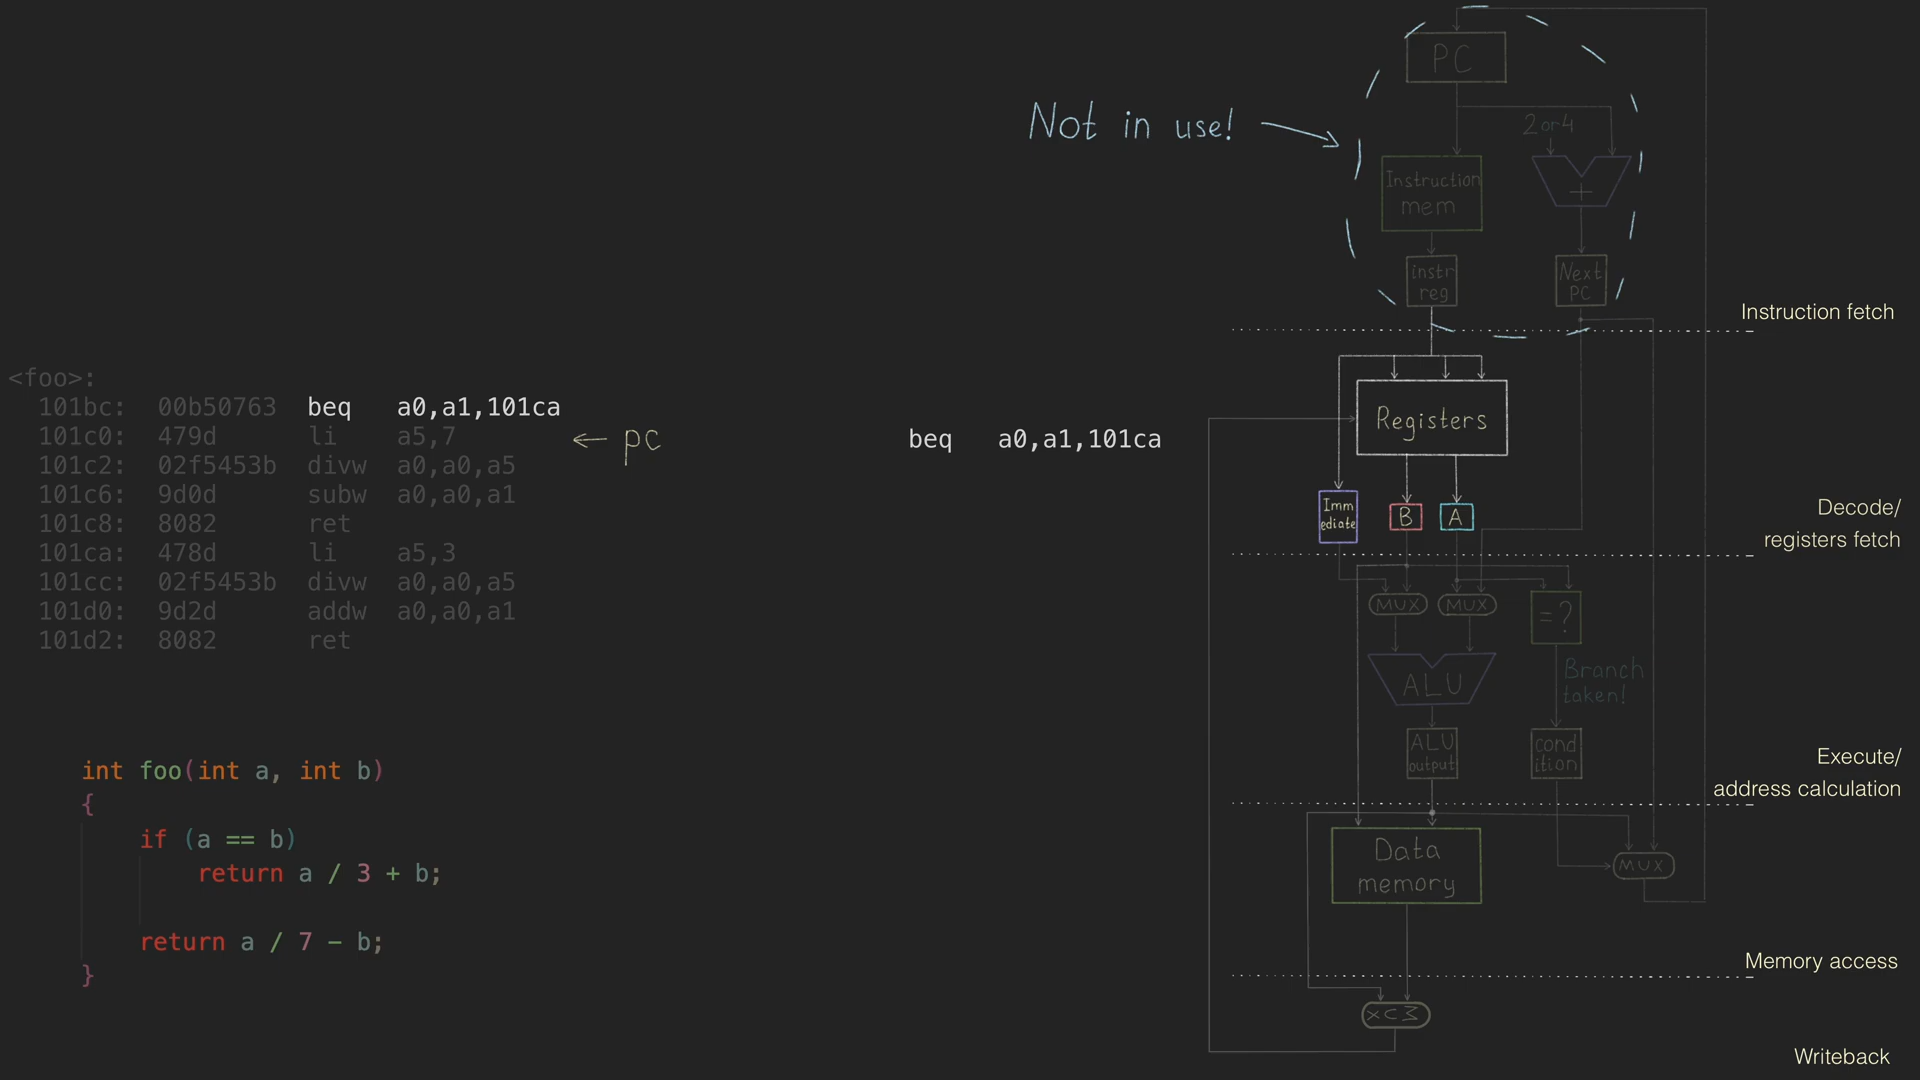 <foo>:
101bc: 00b50763 beq a0,a1,101ca
101c0: 479d li a5,7
101c2: 02f5453b divw a0,a0,a5
101c6: 9d0d subw a0,a0,a1
101c8: 8082 ret
101ca: 478d li a5,3
101cc: 02f5453b divw a0,a0,a5
101d0: 9d2d addw a0,a0,a1
101d2: 8082 ret
← pc
int foo(int a, int b)
{
if (a == b)
return a / 3 + b;
return a / 7 − b;
}
beq a0,a1,101ca
Not in use!
PC
2 or 4
Instruction
mem
+
instr
reg
Next
PC
Instruction fetch
Registers
Imm
ediate
B
A
Decode/
registers fetch
MUX
MUX
=?
ALU
Branch
taken!
ALU
output
cond
ition
Execute/
address calculation
Data
memory
MUX
Memory access
MUX
Writeback